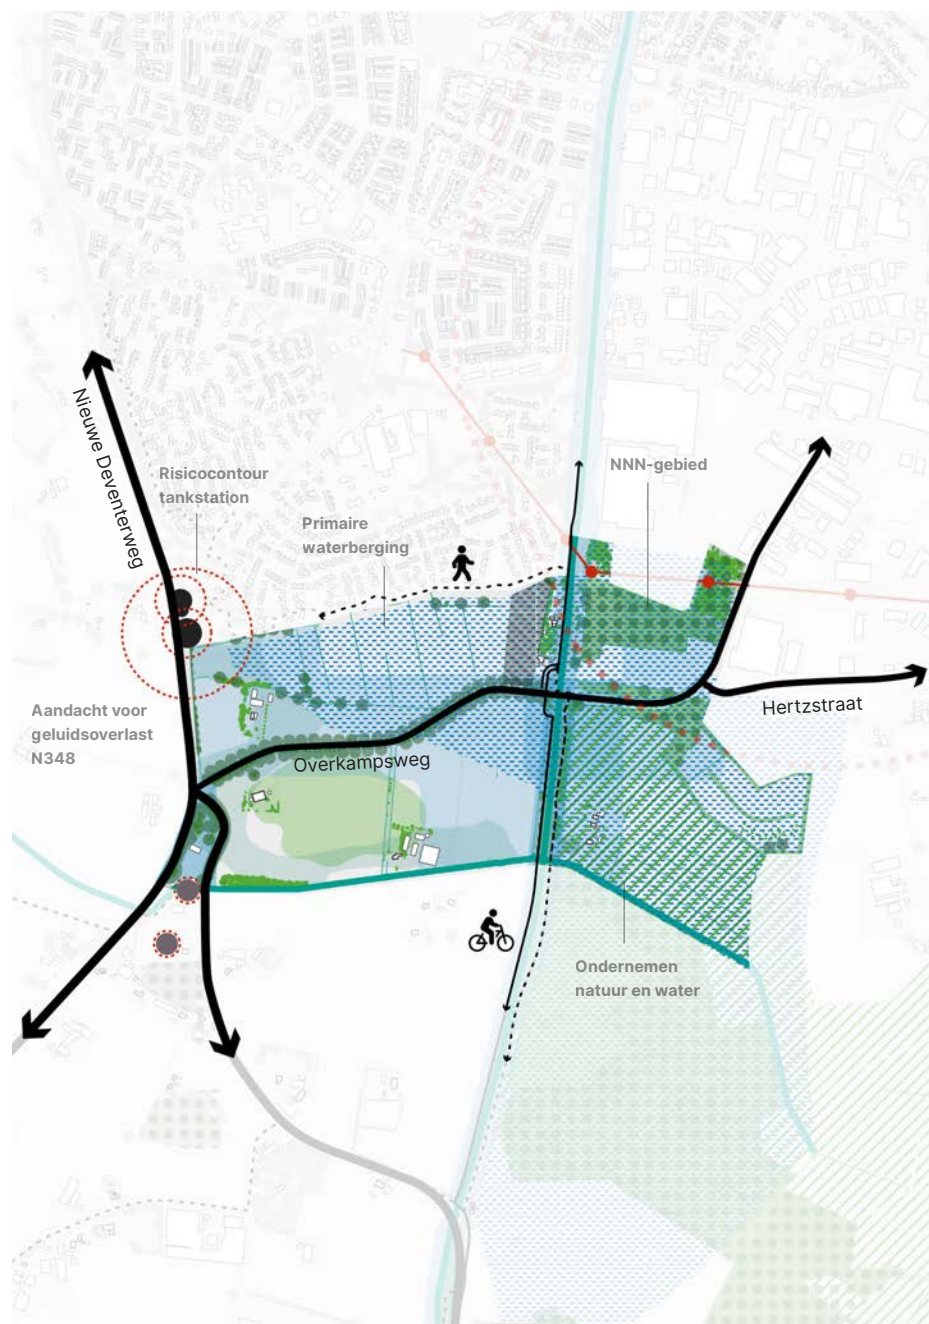 NNN-gebied
Risicocontour
tankstation
Nieuwe Deventerweg
Primaire
waterberging
Aandacht voor
geluidsoverlast
N348
Hertzstraat
Overkampsweg
Ondernemen
natuur en water